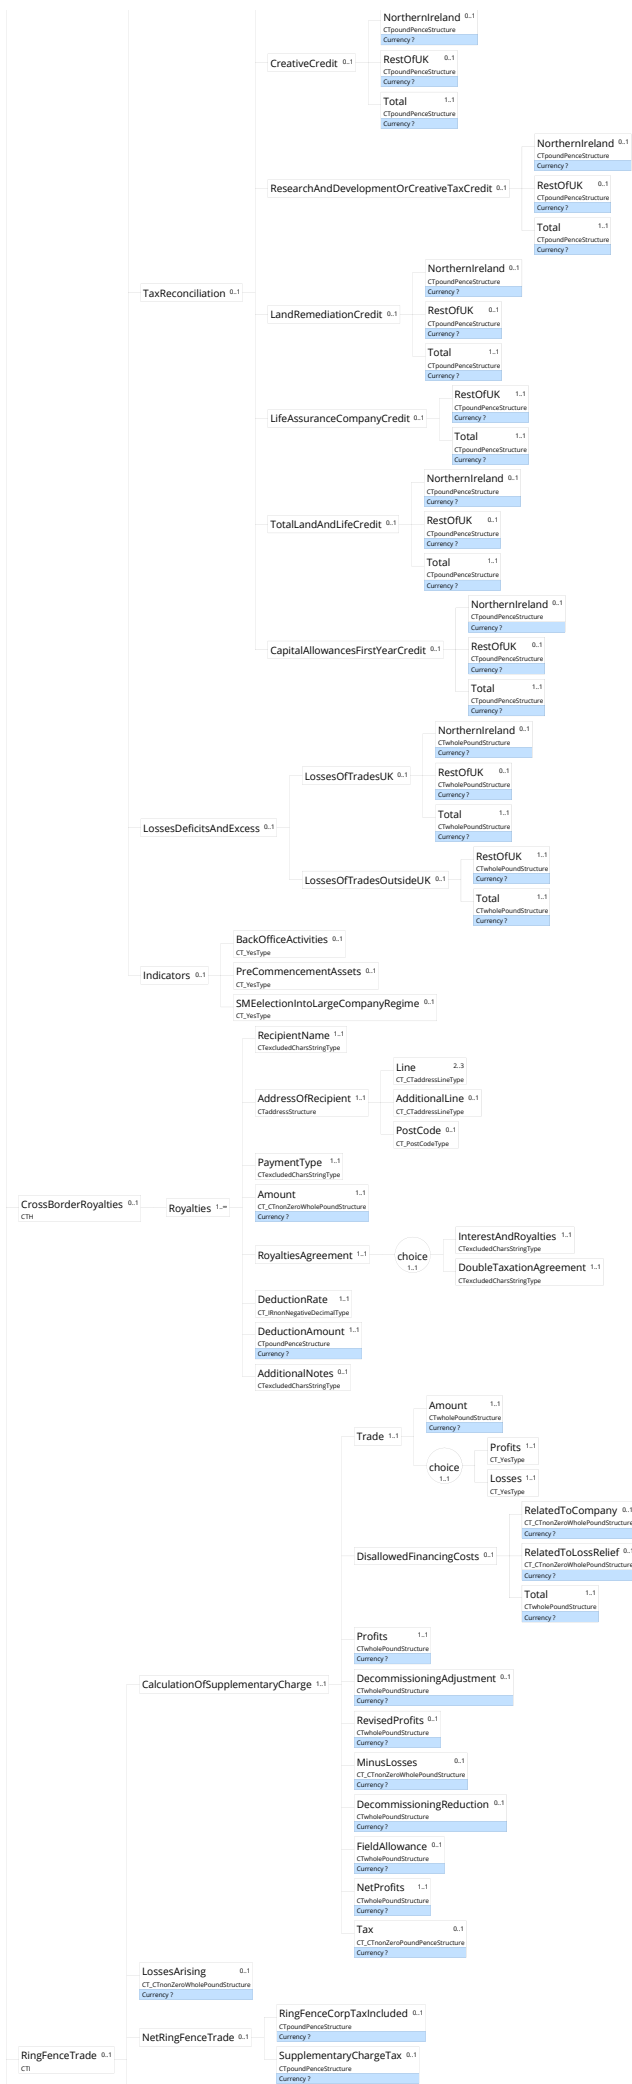 NorthernIreland 0..1
CTpoundPenceStructure
Currency ?
CreativeCredit 0..1
RestOfUK 0..1
CTpoundPenceStructure
Currency ?
Total 1..1
CTpoundPenceStructure
Currency ?
NorthernIreland 0..1
CTpoundPenceStructure
Currency ?
ResearchAndDevelopmentOrCreativeTaxCredit 0..1
RestOfUK 0..1
CTpoundPenceStructure
Currency ?
Total 1..1
CTpoundPenceStructure
Currency ?
TaxReconciliation 0..1
NorthernIreland 0..1
CTpoundPenceStructure
Currency ?
LandRemediationCredit 0..1
RestOfUK 0..1
CTpoundPenceStructure
Currency ?
Total 1..1
CTpoundPenceStructure
Currency ?
LifeAssuranceCompanyCredit 0..1
RestOfUK 1..1
CTpoundPenceStructure
Currency ?
Total 1..1
CTpoundPenceStructure
Currency ?
NorthernIreland 0..1
CTpoundPenceStructure
Currency ?
TotalLandAndLifeCredit 0..1
RestOfUK 0..1
CTpoundPenceStructure
Currency ?
Total 1..1
CTpoundPenceStructure
Currency ?
NorthernIreland 0..1
CTpoundPenceStructure
Currency ?
CapitalAllowancesFirstYearCredit 0..1
RestOfUK 0..1
CTpoundPenceStructure
Currency ?
Total 1..1
CTpoundPenceStructure
Currency ?
LossesDeficitsAndExcess 0..1
LossesOfTradesUK 0..1
NorthernIreland 0..1
CTwholePoundStructure
Currency ?
RestOfUK 0..1
CTwholePoundStructure
Currency ?
Total 1..1
CTwholePoundStructure
Currency ?
LossesOfTradesOutsideUK 0..1
RestOfUK 1..1
CTwholePoundStructure
Currency ?
Total 1..1
CTwholePoundStructure
Currency ?
Indicators 0..1
BackOfficeActivities 0..1
CT_YesType
PreCommencementAssets 0..1
CT_YesType
SMEelectionIntoLargeCompanyRegime 0..1
CT_YesType
CrossBorderRoyalties 0..1
CTH
Royalties 1..∞
RecipientName 1..1
CTexcludedCharsStringType
AddressOfRecipient 1..1
CTaddressStructure
Line 2..3
CT_CTaddressLineType
AdditionalLine 0..1
CT_CTaddressLineType
PostCode 0..1
CT_PostCodeType
PaymentType 1..1
CTexcludedCharsStringType
Amount 1..1
CT_CTnonZeroWholePoundStructure
Currency ?
RoyaltiesAgreement 1..1
choice
1..1
InterestAndRoyalties 1..1
CTexcludedCharsStringType
DoubleTaxationAgreement 1..1
CTexcludedCharsStringType
DeductionRate 1..1
CT_IRnonNegativeDecimalType
DeductionAmount 1..1
CTpoundPenceStructure
Currency ?
AdditionalNotes 0..1
CTexcludedCharsStringType
Trade 1..1
Amount 1..1
CTwholePoundStructure
Currency ?
choice
1..1
Profits 1..1
CT_YesType
Losses 1..1
CT_YesType
DisallowedFinancingCosts 0..1
RelatedToCompany 0..1
CT_CTnonZeroWholePoundStructure
Currency ?
RelatedToLossRelief 0..1
CT_CTnonZeroWholePoundStructure
Currency ?
Total 1..1
CTwholePoundStructure
Currency ?
CalculationOfSupplementaryCharge 1..1
Profits 1..1
CTwholePoundStructure
Currency ?
DecommissioningAdjustment 0..1
CTwholePoundStructure
Currency ?
RevisedProfits 0..1
CTwholePoundStructure
Currency ?
MinusLosses 0..1
CT_CTnonZeroWholePoundStructure
Currency ?
DecommissioningReduction 0..1
CTwholePoundStructure
Currency ?
FieldAllowance 0..1
CTwholePoundStructure
Currency ?
NetProfits 1..1
CTwholePoundStructure
Currency ?
Tax 0..1
CT_CTnonZeroPoundPenceStructure
Currency ?
LossesArising 0..1
CT_CTnonZeroWholePoundStructure
Currency ?
RingFenceTrade 0..1
CTI
NetRingFenceTrade 0..1
RingFenceCorpTaxIncluded 0..1
CTpoundPenceStructure
Currency ?
SupplementaryChargeTax 0..1
CTpoundPenceStructure
Currency ?